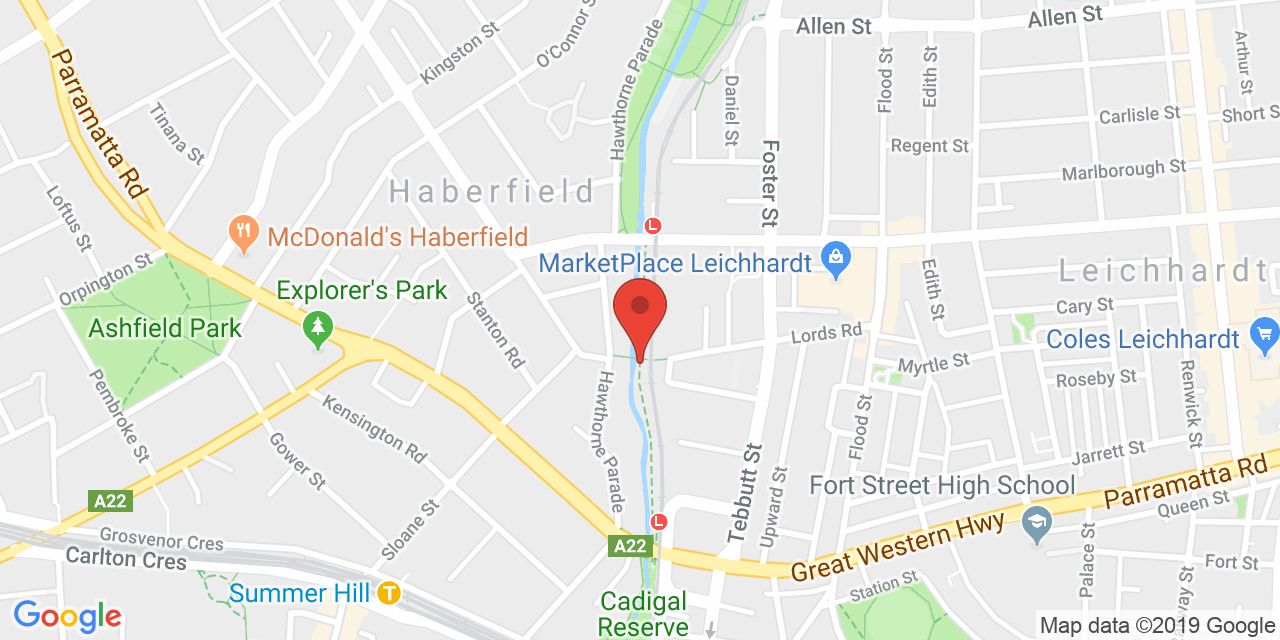 Allen St
Allen St
Kingston St
O'Connor St
Hawthorne Parade
Parramatta Rd
Tinana St
Daniel St
Flood St
Edith St
Arthur St
Carlisle St
Short S
Regent St
Foster St
Marlborough St
Haberfield
Loftus St
McDonald's Haberfield
MarketPlace Leichhardt
Orpington St
Edith St
Leichhardt
Explorer's Park
Cary St
Ashfield Park
Stanton Rd
Lords Rd
Coles Leichhardt
Myrtle St
Roseby St
Renwick St
Pembroke St
Hawthorne Parade
Kensington Rd
Flood St
Gower St
Tebbutt St
Upward St
Jarrett St
Parramatta Rd
Fort Street High School
A22
Sloane St
Queen St
Great Western Hwy
Grosvenor Cres
Carlton Cres
A22
Palace St
Fort St
Station St
Summer Hill
T
Cadigal
Reserve
Google
Map data ©2019 Google
L
L